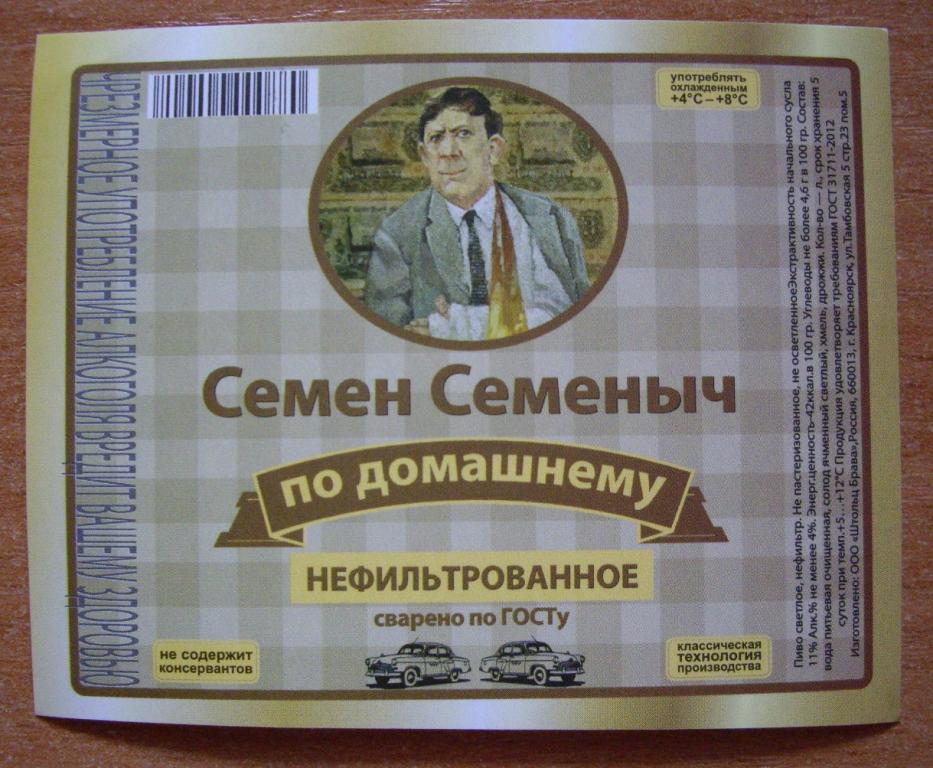 ЧРЕЗМЕРНОЕ УПОТРЕБЛЕНИЕ АЛКОГОЛЯ ВРЕДИТ ВАШЕМУ ЗДОРОВЬЮ
употреблять
охлажденным
+4°С – +8°С
Семен Семеныч
по домашнему
НЕФИЛЬТРОВАННОЕ
сварено по ГОСТу
не содержит
консервантов
классическая
ТЕХНОЛОГИЯ
производства
Пиво светлое, нефильтр. Не пастеризованное, не осветленноеЭкстрактивность начального сусла
11% Алк.% не менее 4%. Энерг.ценность-42ккал.в 100 гр. Углеводы не более 4,6 г в 100 гр. Состав:
вода питьевая очищенная, солод ячменный светлый, хмель, дрожжи. Кол-во — л., срок хранения 5
суток при темп.+5...+12°С Продукция удовлетворяет требованиям ГОСТ 31711-2012
Изготовлено: ООО «Штольц Брава»,Россия, 660013, г. Красноярск, ул.Тамбовская 5 стр.23 пом.5